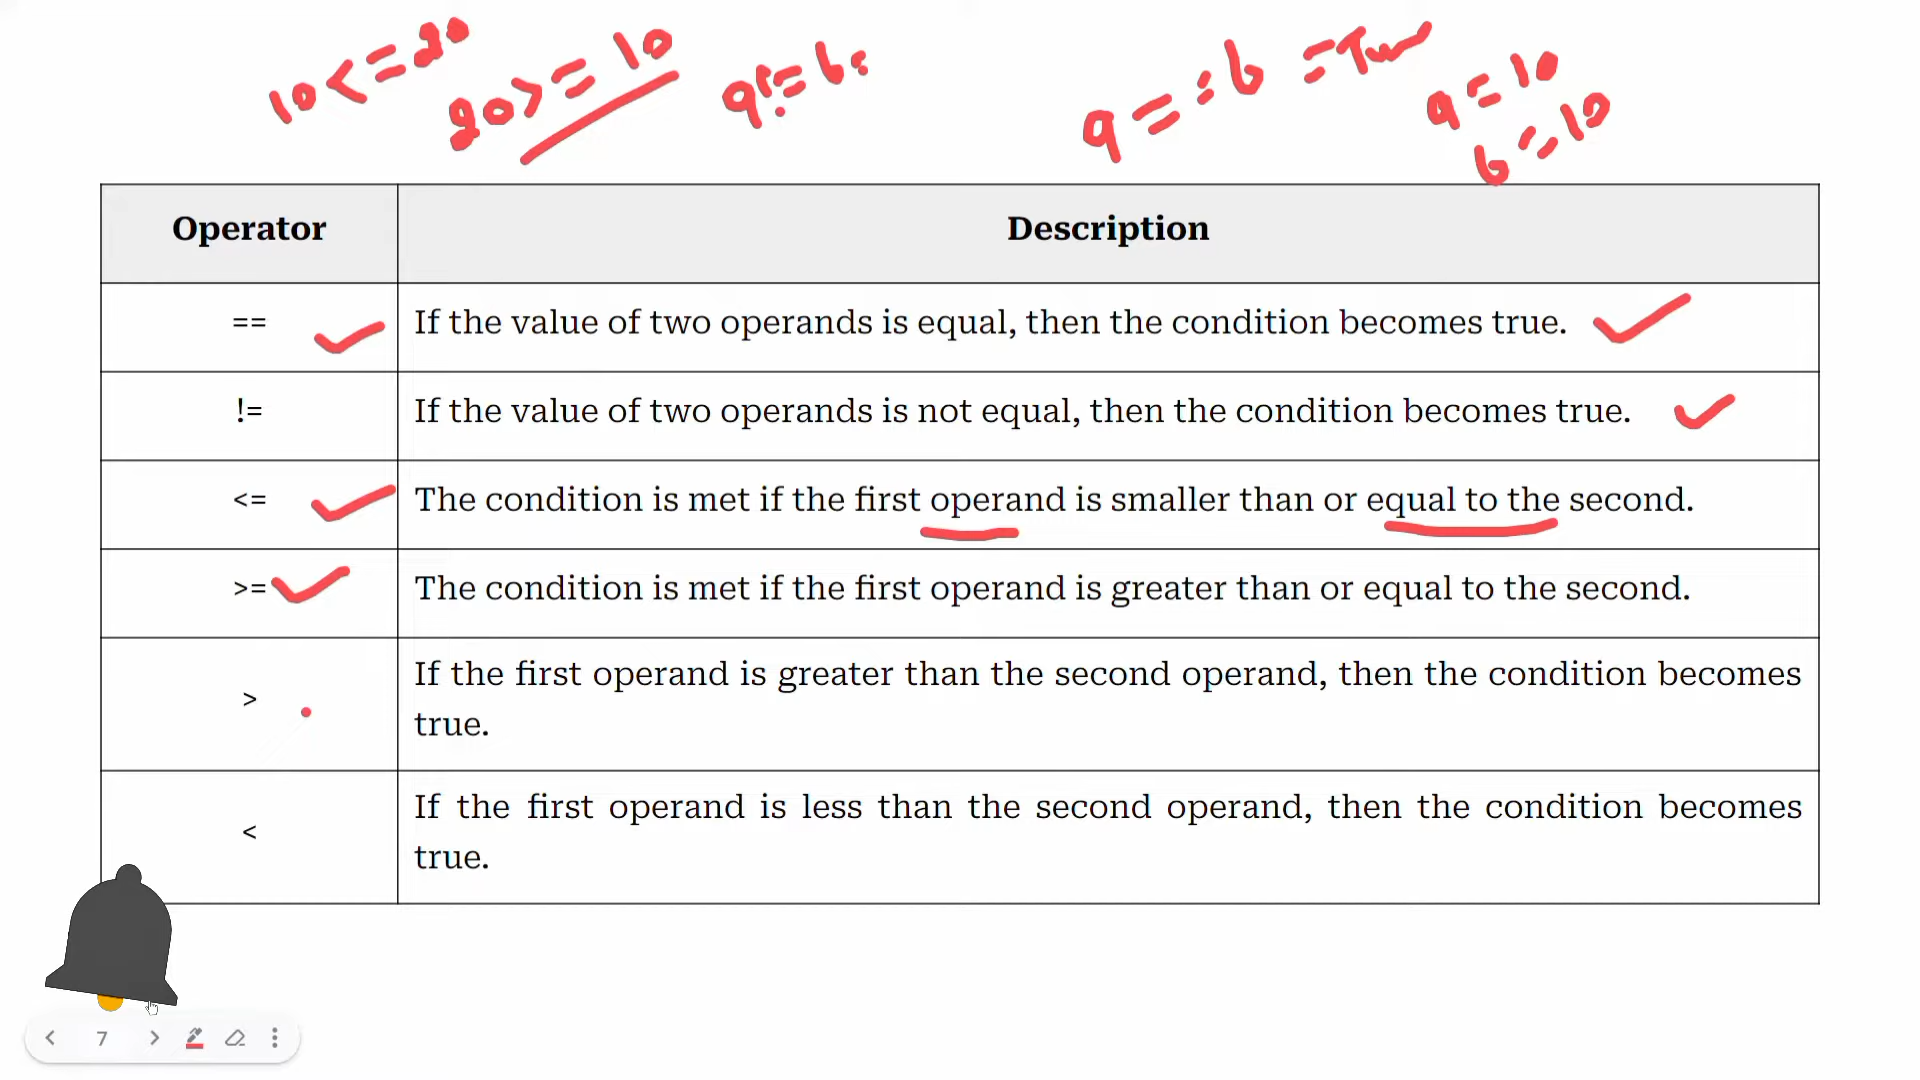 10 <= 20
20 >= 10
a != b
a == b = True
a = 10
b = 10
Operator
Description
==
If the value of two operands is equal, then the condition becomes true.
!=
If the value of two operands is not equal, then the condition becomes true.
<=
The condition is met if the first operand is smaller than or equal to the second.
>=
The condition is met if the first operand is greater than or equal to the second.
>
If the first operand is greater than the second operand, then the condition becomes
true.
<
If the first operand is less than the second operand, then the condition becomes
true.
7